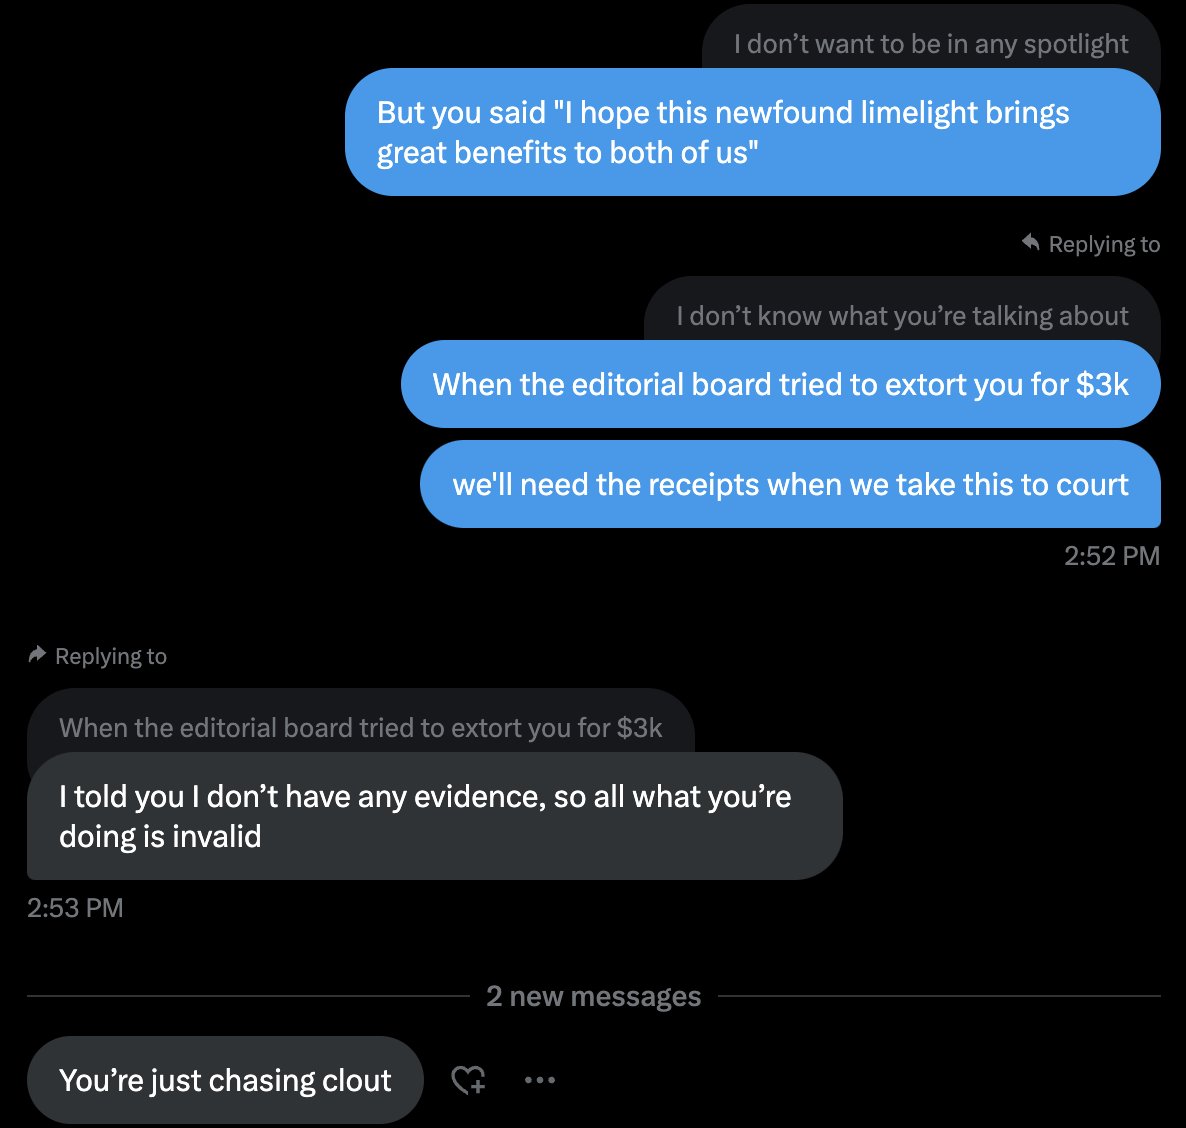 I don’t want to be in any spotlight
But you said "I hope this newfound limelight brings
great benefits to both of us"
Replying to
I don’t know what you’re talking about
When the editorial board tried to extort you for $3k
we'll need the receipts when we take this to court
2:52 PM
Replying to
When the editorial board tried to extort you for $3k
I told you I don’t have any evidence, so all what you’re
doing is invalid
2:53 PM
2 new messages
You’re just chasing clout